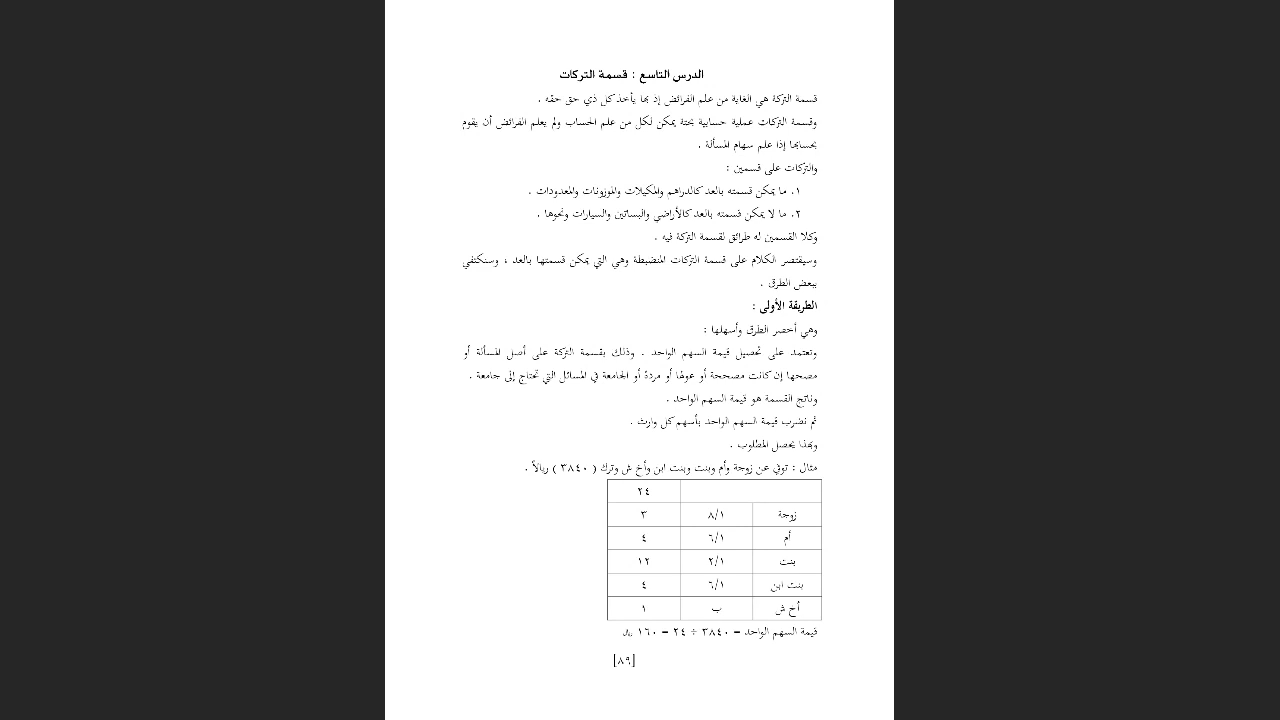 الدرس التاسع : قسمة التركات
قسمة التركة هي الغاية من علم الفرائض إذ بها يأخذ كل ذي حق حقه .
وقسمة التركات عملية حسابية بحتة يمكن لكل من علم الحساب ولم يعلم الفرائض أن يقوم
بحسابها إذا علم سهام المسألة .
والتركات على قسمين :
١. ما يمكن قسمته بالعد كالدراهم والمكيلات والموزونات والمعدودات .
٢. ما لا يمكن قسمته بالعد كالأراضي والبساتين والسيارات ونحوها .
وكلا القسمين له طرائق لقسمة التركة فيه .
وسيقتصر الكلام على قسمة التركات المنضبطة وهي التي يمكن قسمتها بالعد ، وسنكتفي
ببعض الطرق .
الطريقة الأولى :
وهي أخصر الطرق وأسهلها :
وتعتمد على تحصيل قيمة السهم الواحد . وذلك بقسمة التركة على أصل المسألة أو
مصحها إن كانت مصححة أو عولها أو مردة أو الجامعة في المسائل التي تحتاج إلى جامعة .
وناتج القسمة هو قيمة السهم الواحد .
ثم نضرب قيمة السهم الواحد بأسهم كل وارث .
وبهذا يحصل المطلوب .
مثال : توفي عن زوجة وأم وبنت وبنت ابن وأخ ش وترك ( ٣٨٤٠ ) ريالاً .
٢٤
زوجة ٨/١ ٣
أم ٦/١ ٤
بنت ٢/١ ١٢
بنت ابن ٦/١ ٤
أخ ش ب ١
قيمة السهم الواحد = ٣٨٤٠ ÷ ٢٤ = ١٦٠ ريال
[٨٩]